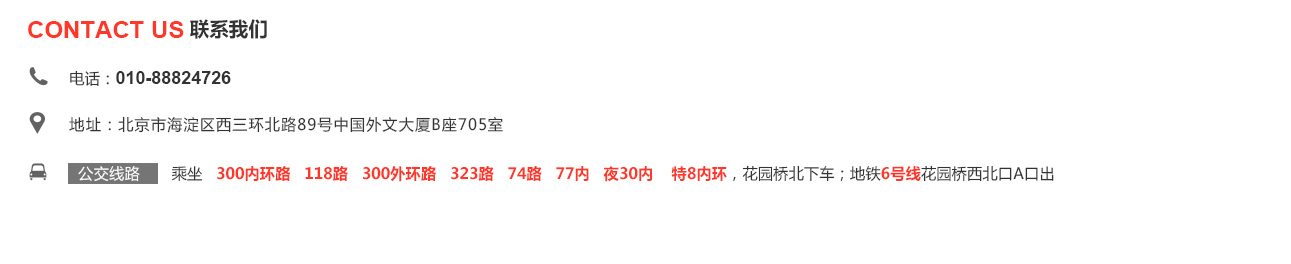 CONTACT US 联系我们
电话：010-88824726
地址：北京市海淀区西三环北路89号中国外文大厦B座705室
公交线路 乘坐 300内环路 118路 300外环路 323路 74路 77内 夜30内 特8内环，花园桥北下车；地铁6号线花园桥西北口A口出